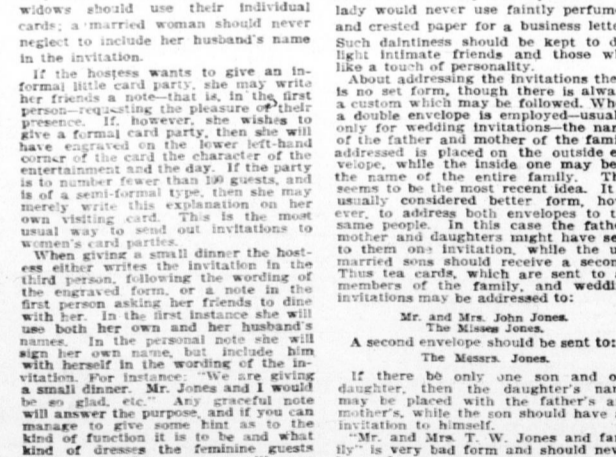 widows should use their individual
cards; a married woman should never
neglect to include her husband's name
in the invitation.
If the hostess wants to give an in-
formal little card party, she may write
her friends a note—that is, in the first
person—requesting the pleasure of their
presence. If, however, she wishes to
give a formal card party, then she will
have engraved on the lower left-hand
corner of the card the character of the
entertainment and the day. If the party
is to number fewer than 100 guests, and
is of a semi-formal type, then she may
merely write this explanation on her
own visiting card. This is the most
usual way to send out invitations to
women's card parties.
When giving a small dinner the host-
ess either writes the invitation in the
third person, following the wording of
the engraved form, or a note in the
first person asking her friends to dine
with her. In the first instance she will
use both her own and her husband's
names. In the personal note she will
sign her own name, but include him
with herself in the wording of the in-
vitation. For instance: "We are giving
a small dinner. Mr. Jones and I would
be so glad, etc." Any graceful note
will answer the purpose, and if you can
manage to give some hint as to the
kind of function it is to be and what
kind of dresses the feminine guests
lady would never use faintly perfume
and crested paper for a business lette
Such daintiness should be kept to d
light intimate friends and those w
like a touch of personality.
About addressing the invitations the
is no set form, though there is alwa
a custom which may be followed. Wh
a double envelope is employed—usual
only for wedding invitations—the na
of the father and mother of the fami
addressed is placed on the outside e
velope, while the inside one may be
the name of the entire family. Th
seems to be the most recent idea. It
usually considered better form, ho
ever, to address both envelopes to
same people. In this case the fathe
mother and daughters might have se
to them one invitation, while the u
married sons should receive a secon
Thus tea cards, which are sent to
members of the family, and weddi
invitations may be addressed to:
Mr. and Mrs. John Jones.
The Misses Jones.
A second envelope should be sent to:
The Messrs. Jones.
If there be only one son and o
daughter, then the daughter's nam
may be placed with the father's a
mother's, while the son should have
invitation to himself.
"Mr. and Mrs. T. W. Jones and fa
ily" is very bad form and should ne